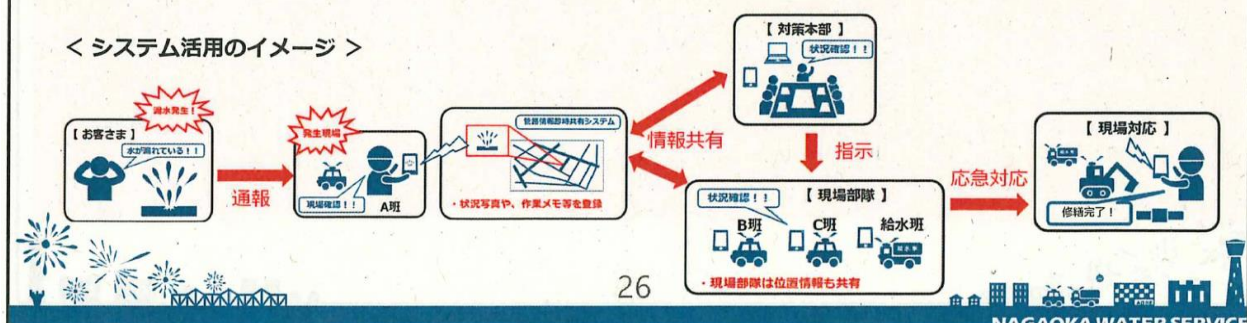 ＜ システム活用のイメージ ＞
漏水発生！
【 お客さま 】
水が漏れている！！
通報
発生現場
現場確認！！
A班
管路情報即時共有システム
・状況写真や、作業メモ等を登録
情報共有
【 対策本部 】
状況確認！！
指示
【 現場部隊 】
状況確認！！
B班
C班
給水班
給水車
・現場部隊は位置情報も共有
応急対応
【 現場対応 】
修繕完了！
26
NAGAOKA WATER SERVICE